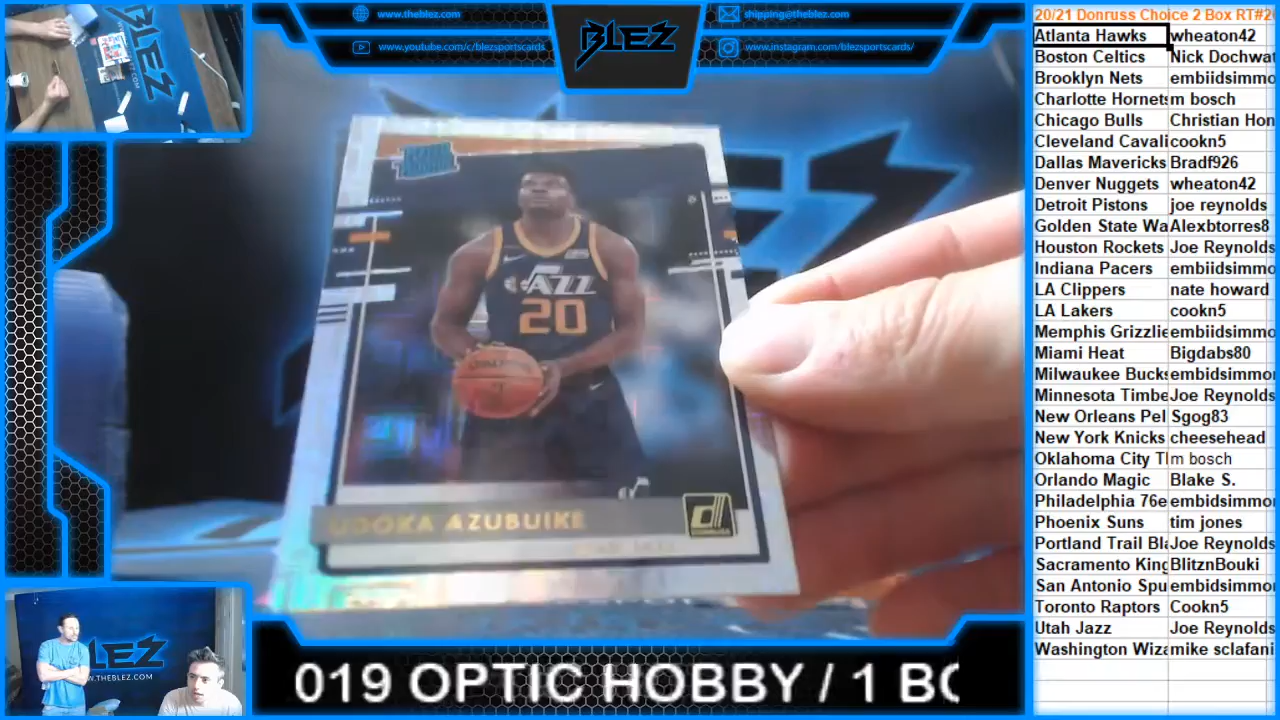 www.theblez.com
www.youtube.com/c/blezsportscards
BLEZ
shipping@theblez.com
www.instagram.com/blezsportscards/
20/21 Donruss Choice 2 Box RT#2
Atlanta Hawks wheaton42
Boston Celtics Nick Dochwat
Brooklyn Nets embiidsimmo
Charlotte Hornets m bosch
Chicago Bulls Christian Hon
Cleveland Cavali cookn5
Dallas Mavericks Bradf926
Denver Nuggets wheaton42
Detroit Pistons joe reynolds
Golden State Wa Alexbtorres8
Houston Rockets Joe Reynolds
Indiana Pacers embiidsimmo
LA Clippers nate howard
LA Lakers cookn5
Memphis Grizzlie embiidsimmo
Miami Heat Bigdabs80
Milwaukee Bucks embiidsimmo
Minnesota Timbe Joe Reynolds
New Orleans Pel Sgog83
New York Knicks cheesehead
Oklahoma City Th m bosch
Orlando Magic Blake S.
Philadelphia 76e embiidsimmo
Phoenix Suns tim jones
Portland Trail Bla Joe Reynolds
Sacramento King BlitznBouki
San Antonio Spu embidsimmo
Toronto Raptors Cookn5
Utah Jazz Joe Reynolds
Washington Wiza mike sclafani
RATED
ROOKIE
JAZZ
20
UDOKA AZUBUIKE
BLEZ
BLEZ
WWW.THEBLEZ.COM
019 OPTIC HOBBY / 1 BO